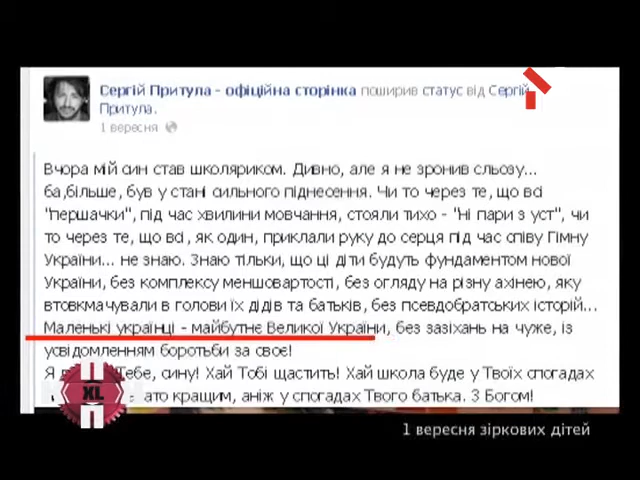 Сергій Притула - офіційна сторінка поширив статус від Сергій
Притула.
1 вересня
Вчора мій син став школяриком. Дивно, але я не зронив сльозу...
ба,більше, був у стані сильного піднесення. Чи то через те, що всі
"першачки", під час хвилини мовчання, стояли тихо - "Ні пари з уст", чи
то через те, що всі, як один, приклали руку до серця під час співу Гімну
України... не знаю. Знаю тільки, що ці діти будуть фундаментом нової
України, без комплексу меншовартості, без огляду на різну ахінею, яку
втовкмачували в голови їх дідів та батьків, без псевдобратських історій...
Маленькі українці - майбутнє Великої України, без зазіхань на чуже, із
усвідомленням боротьби за своє!
Я Тебе, сину! Хай Тобі щастить! Хай школа буде у Твоїх спогадах
ато кращим, аніж у спогадах Твого батька. З Богом!
XL
1 вересня зіркових дітей